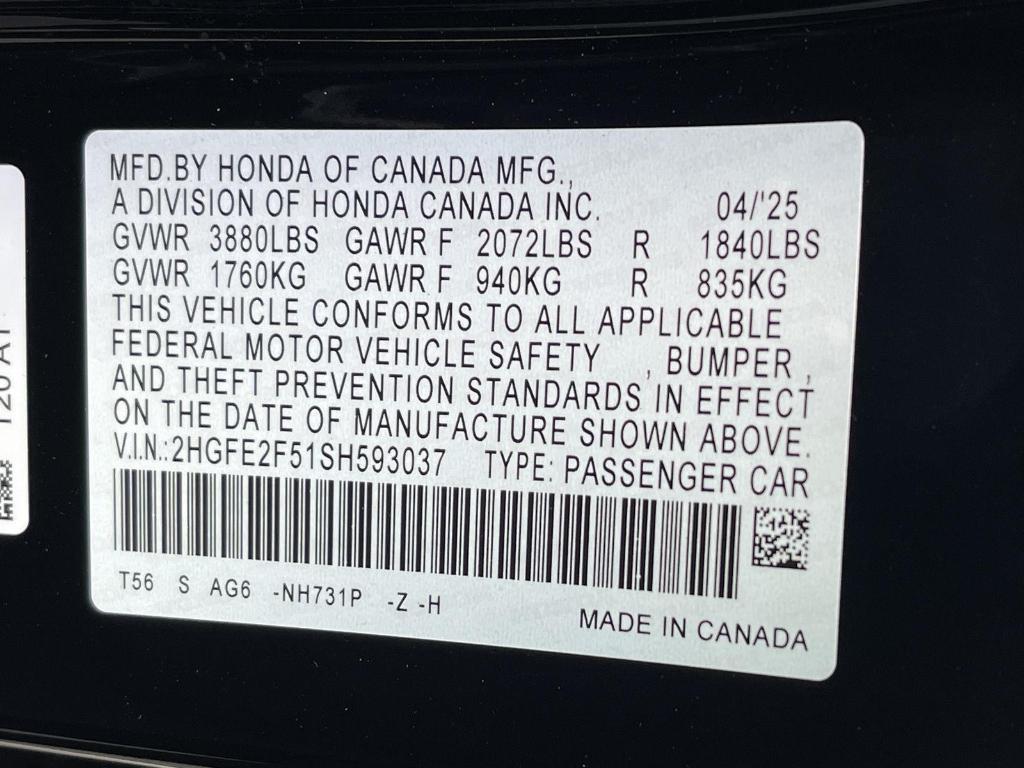 MFD.BY HONDA OF CANADA MFG.,
A DIVISION OF HONDA CANADA INC. 04/'25
GVWR 3880LBS GAWR F 2072LBS R 1840LBS
GVWR 1760KG GAWR F 940KG R 835KG
THIS VEHICLE CONFORMS TO ALL APPLICABLE
FEDERAL MOTOR VEHICLE SAFETY , BUMPER ,
AND THEFT PREVENTION STANDARDS IN EFFECT
ON THE DATE OF MANUFACTURE SHOWN ABOVE.
V.I.N.:2HGFE2F51SH593037 TYPE: PASSENGER CAR
T56 S AG6 -NH731P -Z -H
MADE IN CANADA